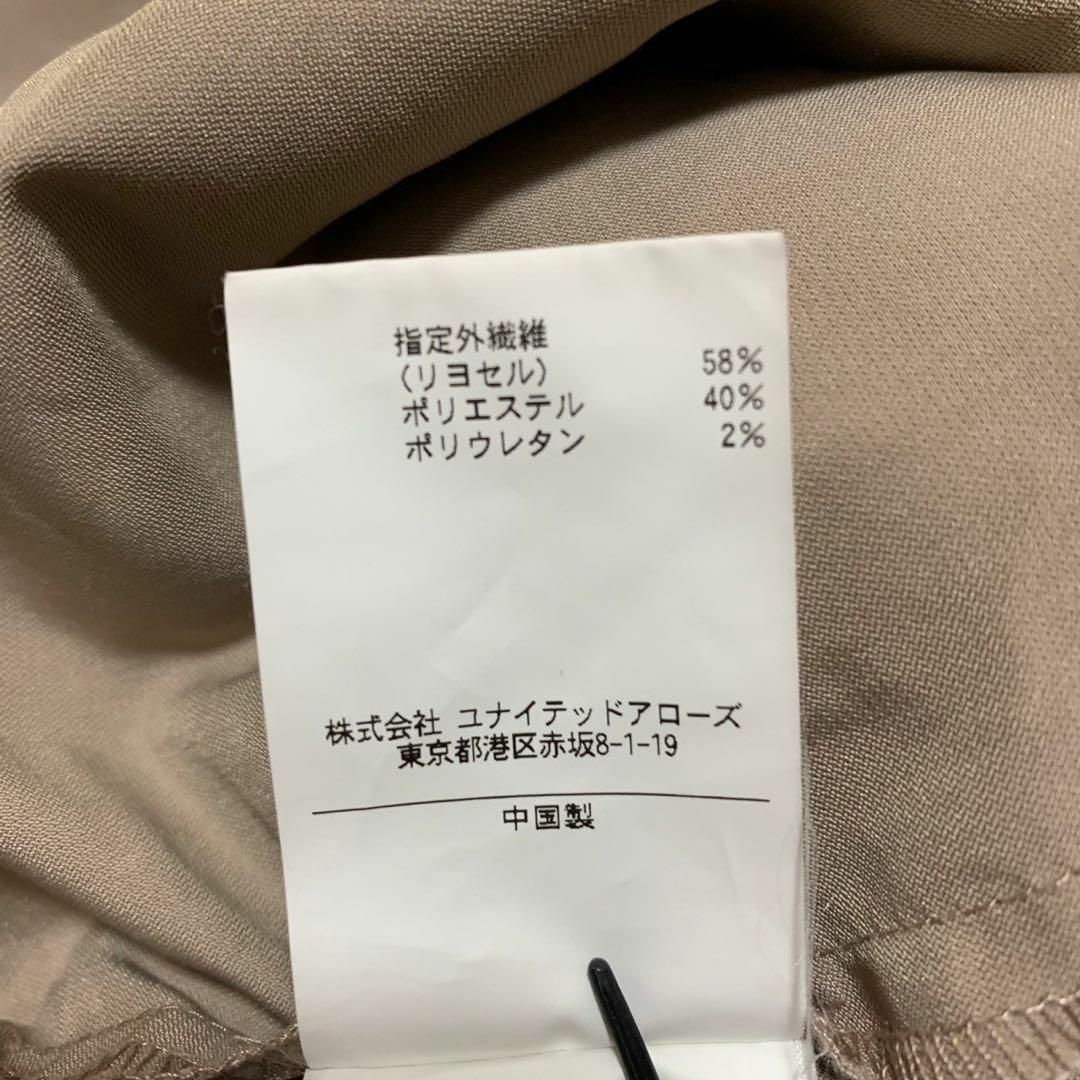 指定外繊維
(リヨセル) 58%
ポリエステル 40%
ポリウレタン 2%
株式会社 ユナイテッドアローズ
東京都港区赤坂8-1-19
中国製